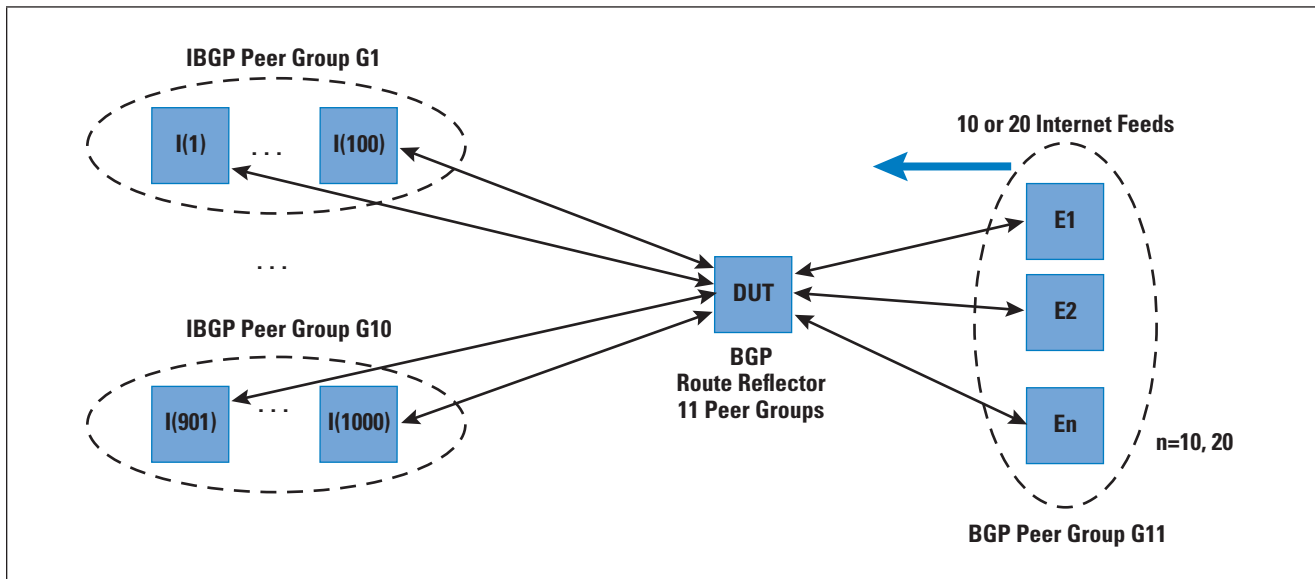 IBGP Peer Group G1
I(1)
. . .
I(100)
. . .
IBGP Peer Group G10
I(901)
. . .
I(1000)
DUT
BGP
Route Reflector
11 Peer Groups
10 or 20 Internet Feeds
E1
E2
En
n=10, 20
BGP Peer Group G11